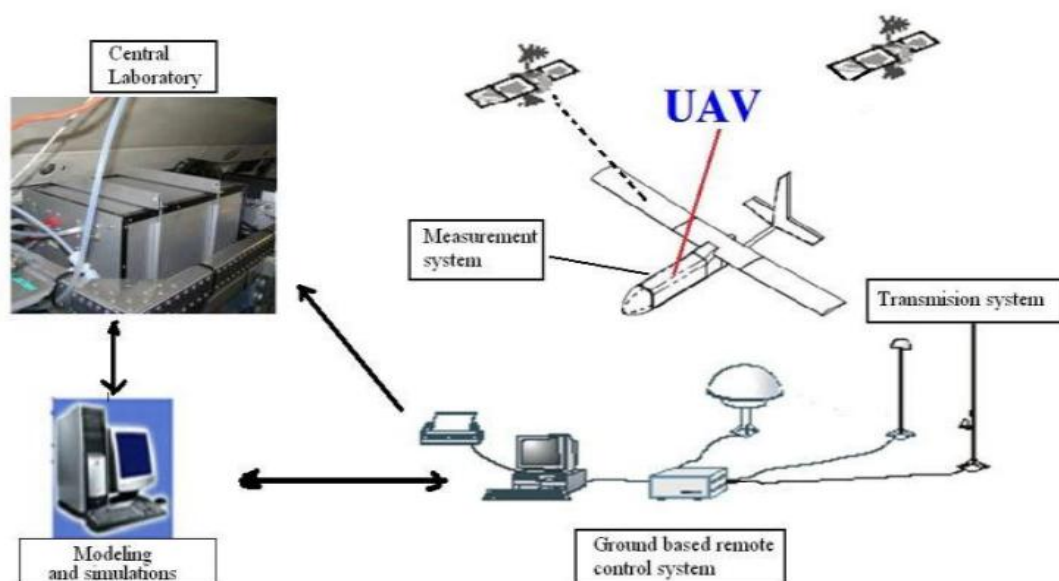 Central
Laboratory
UAV
Measurement
system
Transmision system
Modeling
and simulations
Ground based remote
control system